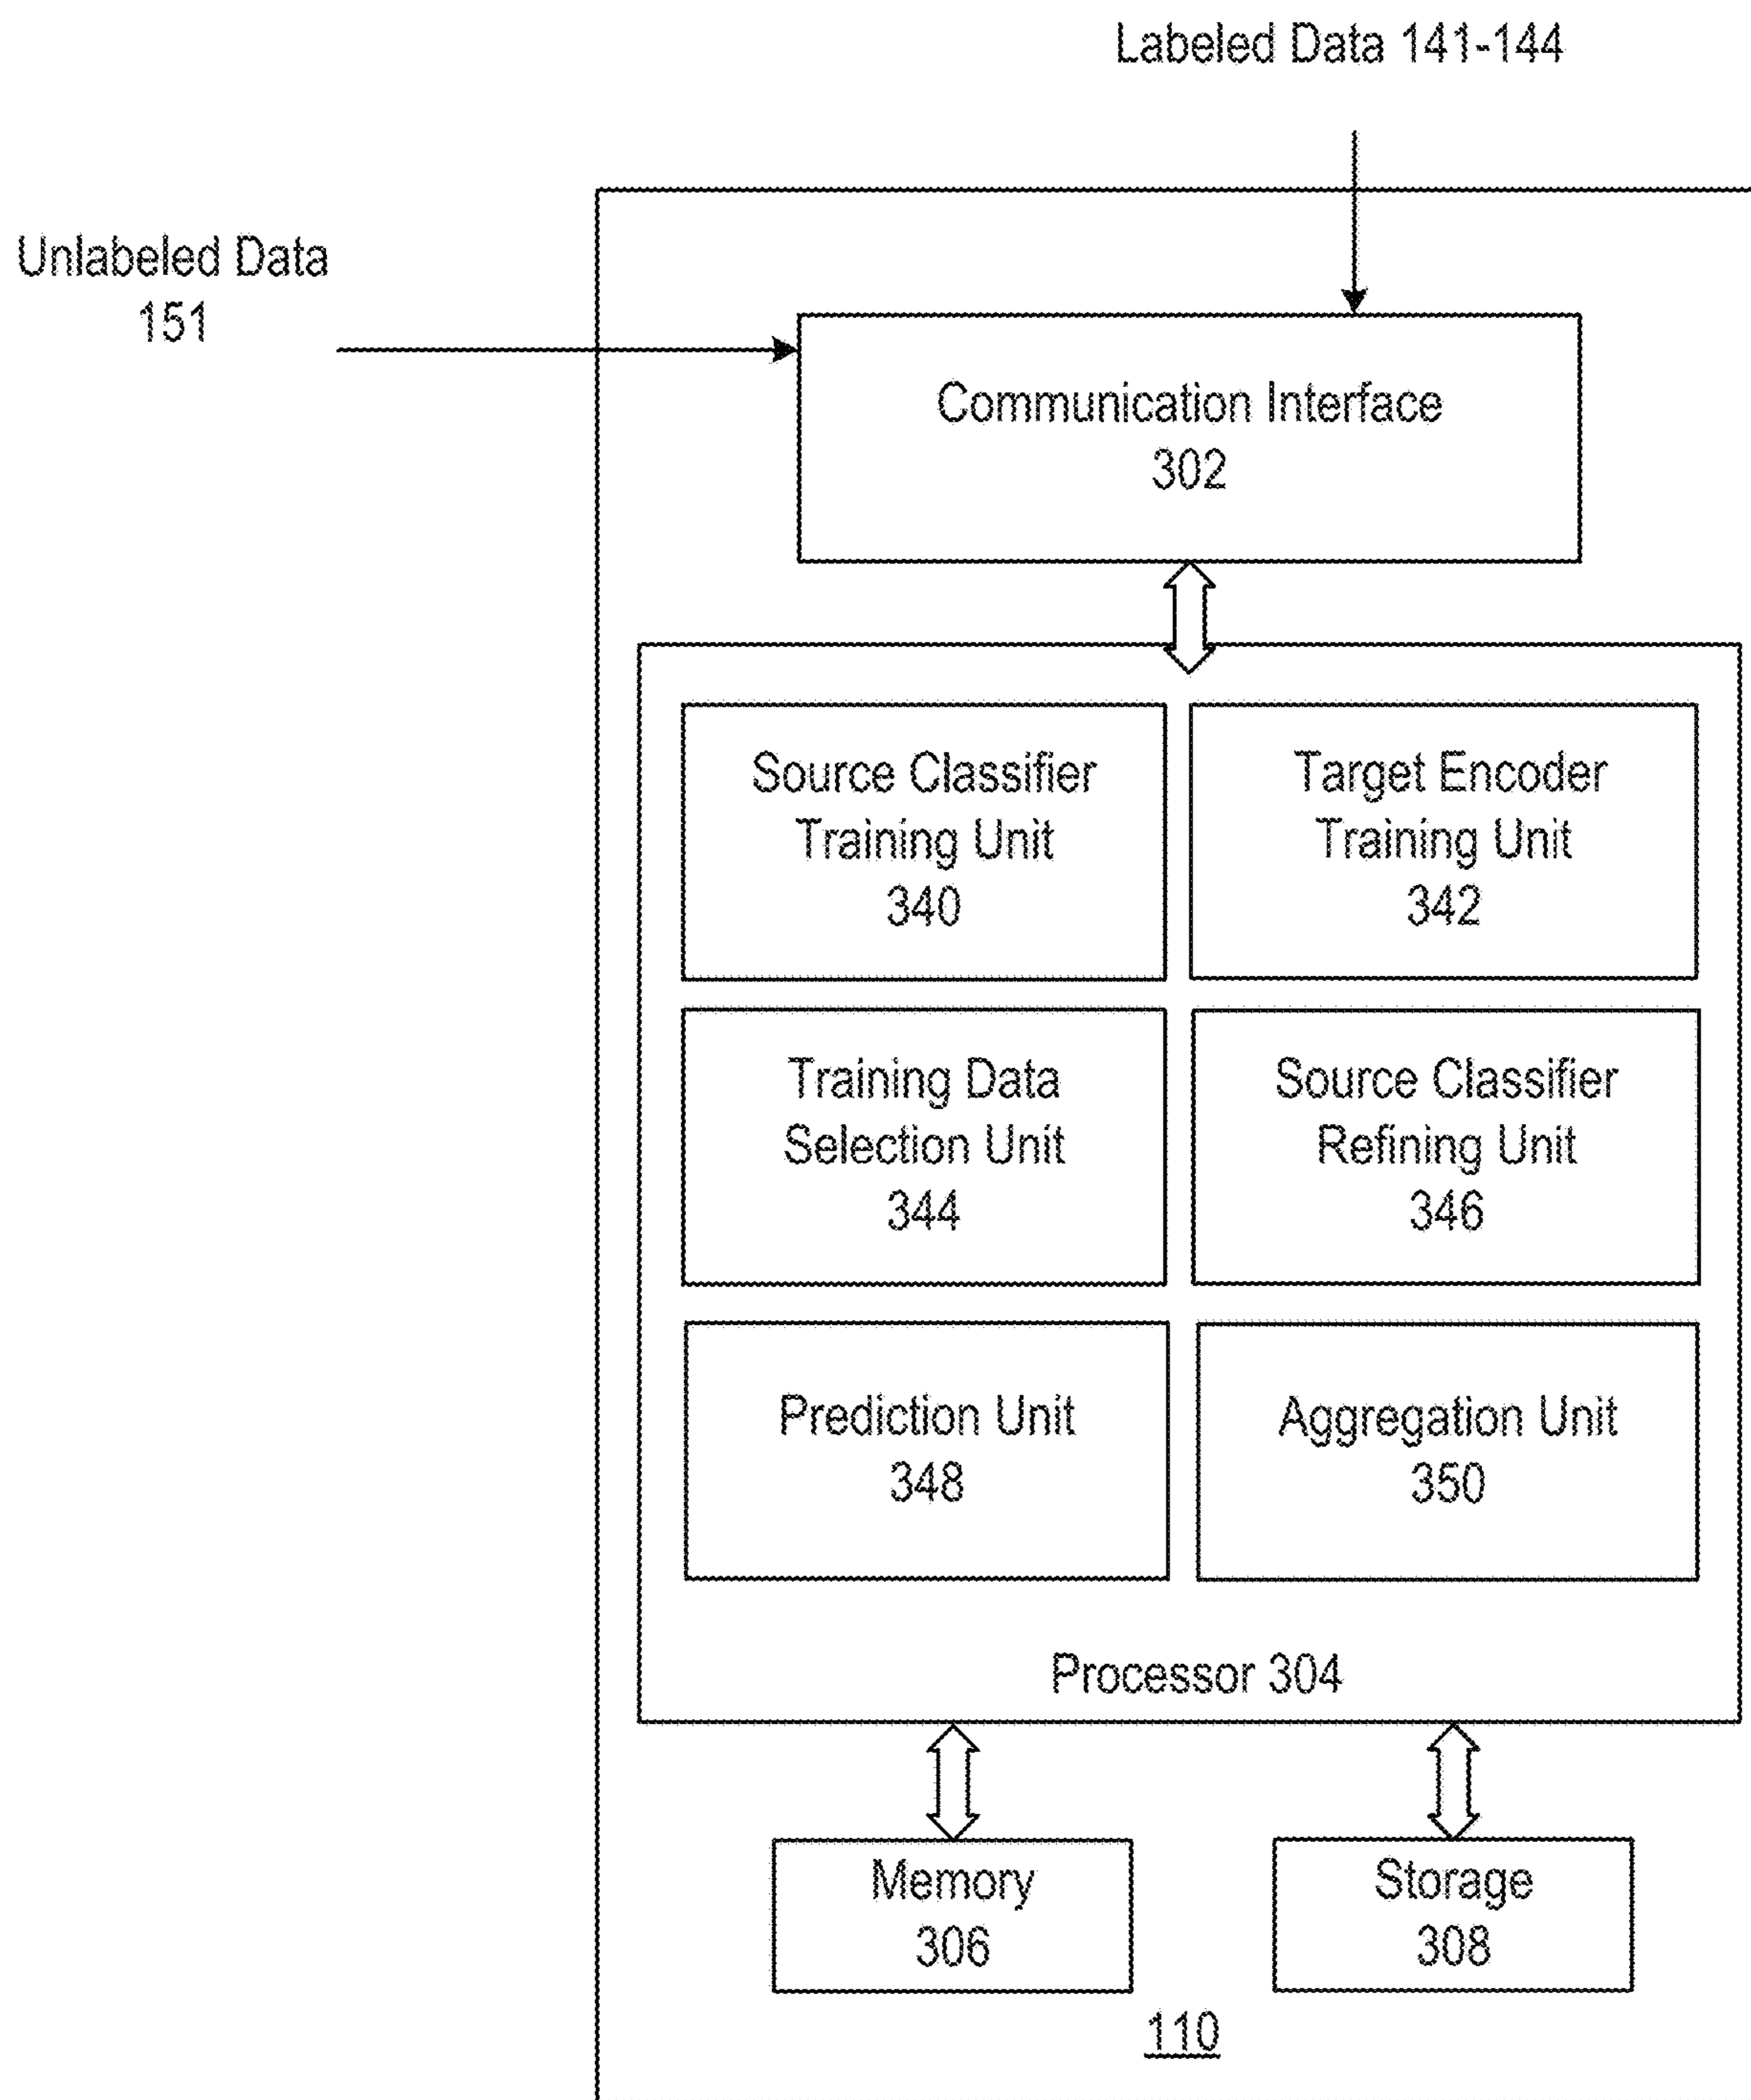 Labeled Data 141-144
Unlabeled Data
151
Communication Interface
302
Source Classifier
Training Unit
340
Target Encoder
Training Unit
342
Training Data
Selection Unit
344
Source Classifier
Refining Unit
346
Prediction Unit
348
Aggregation Unit
350
Processor 304
Memory
306
Storage
308
110